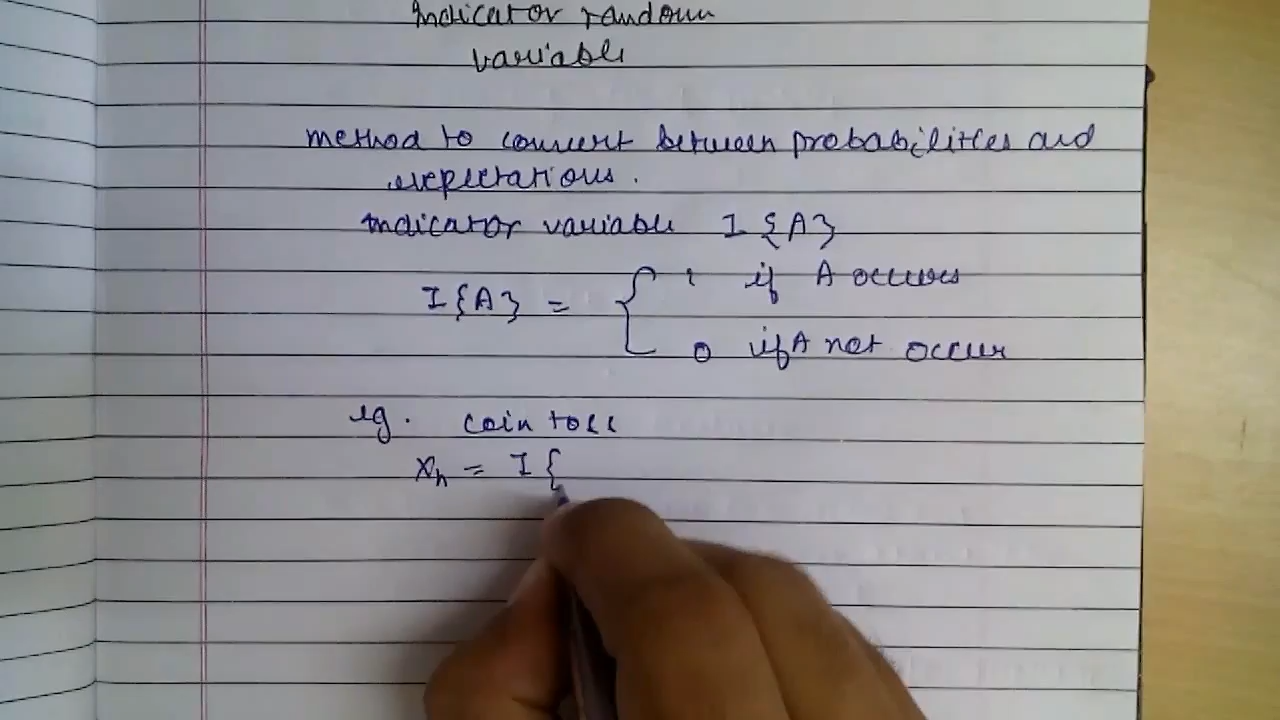 Indicator random
variable
method to convert between probabilities and
expectations.
Indicator variable I {A}
I{A} = { 1 if A occurs
0 if A not occur
eg. coin toss
Xh = I {